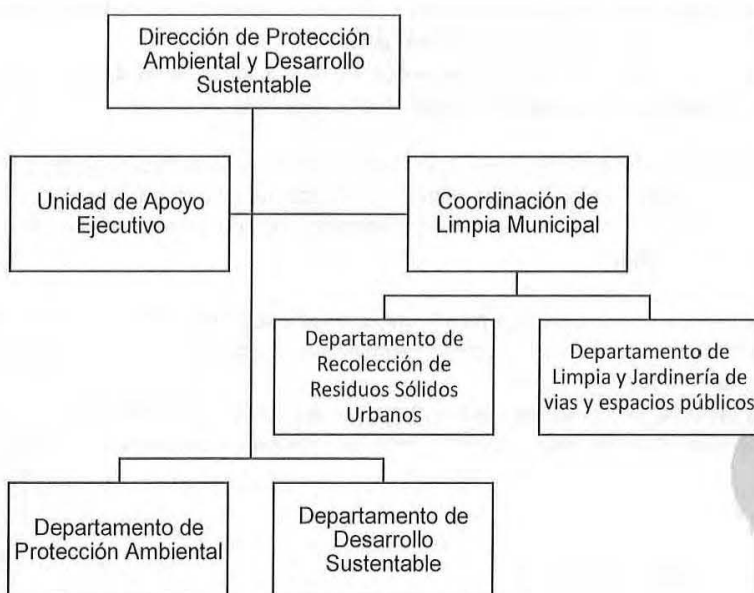 Dirección de Protección
Ambiental y Desarrollo
Sustentable
Unidad de Apoyo
Ejecutivo
Coordinación de
Limpia Municipal
Departamento de
Recolección de
Residuos Sólidos
Urbanos
Departamento de
Limpia y Jardinería de
vias y espacios públicos
Departamento de
Protección Ambiental
Departamento de
Desarrollo
Sustentable